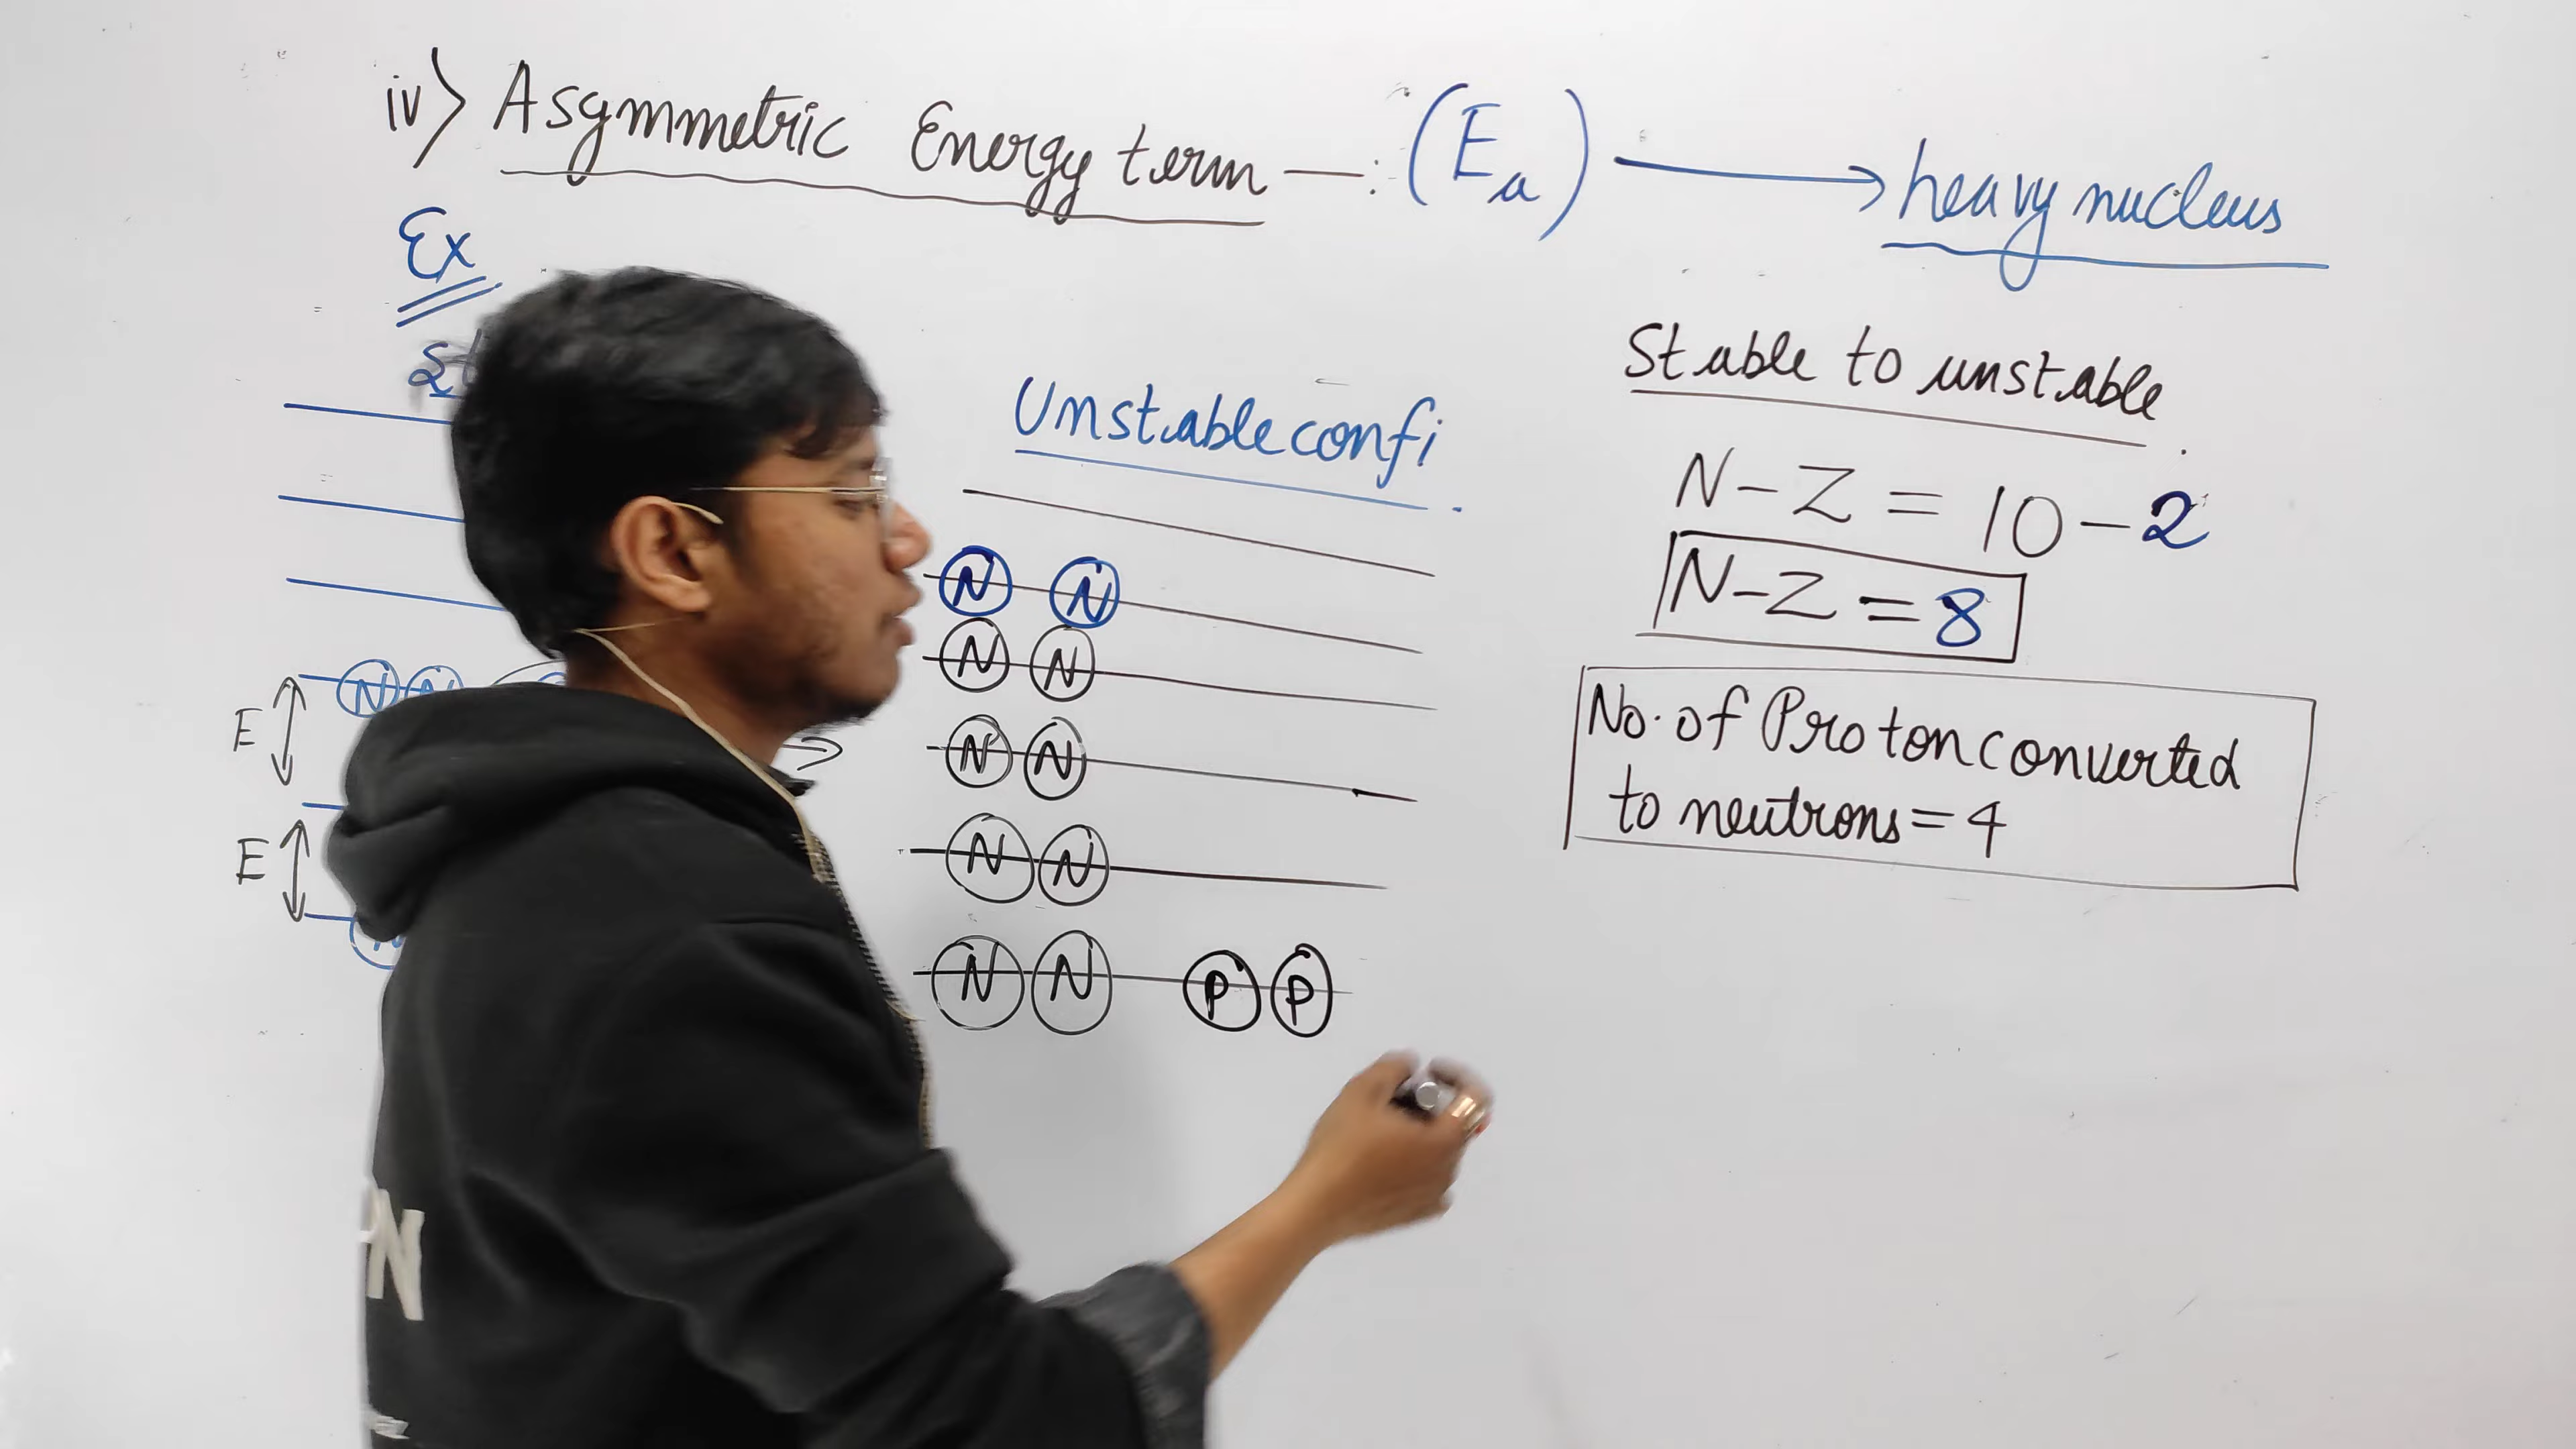 iv> Asymmetric Energy term —: (Ea) → heavy nucleus
Ex
Unstable confi.
Stable to unstable.
N-Z = 10-2
N-Z = 8
No. of Proton converted
to neutrons = 4
N N
N N
N N
N N
N N P P
N N
E
E
N